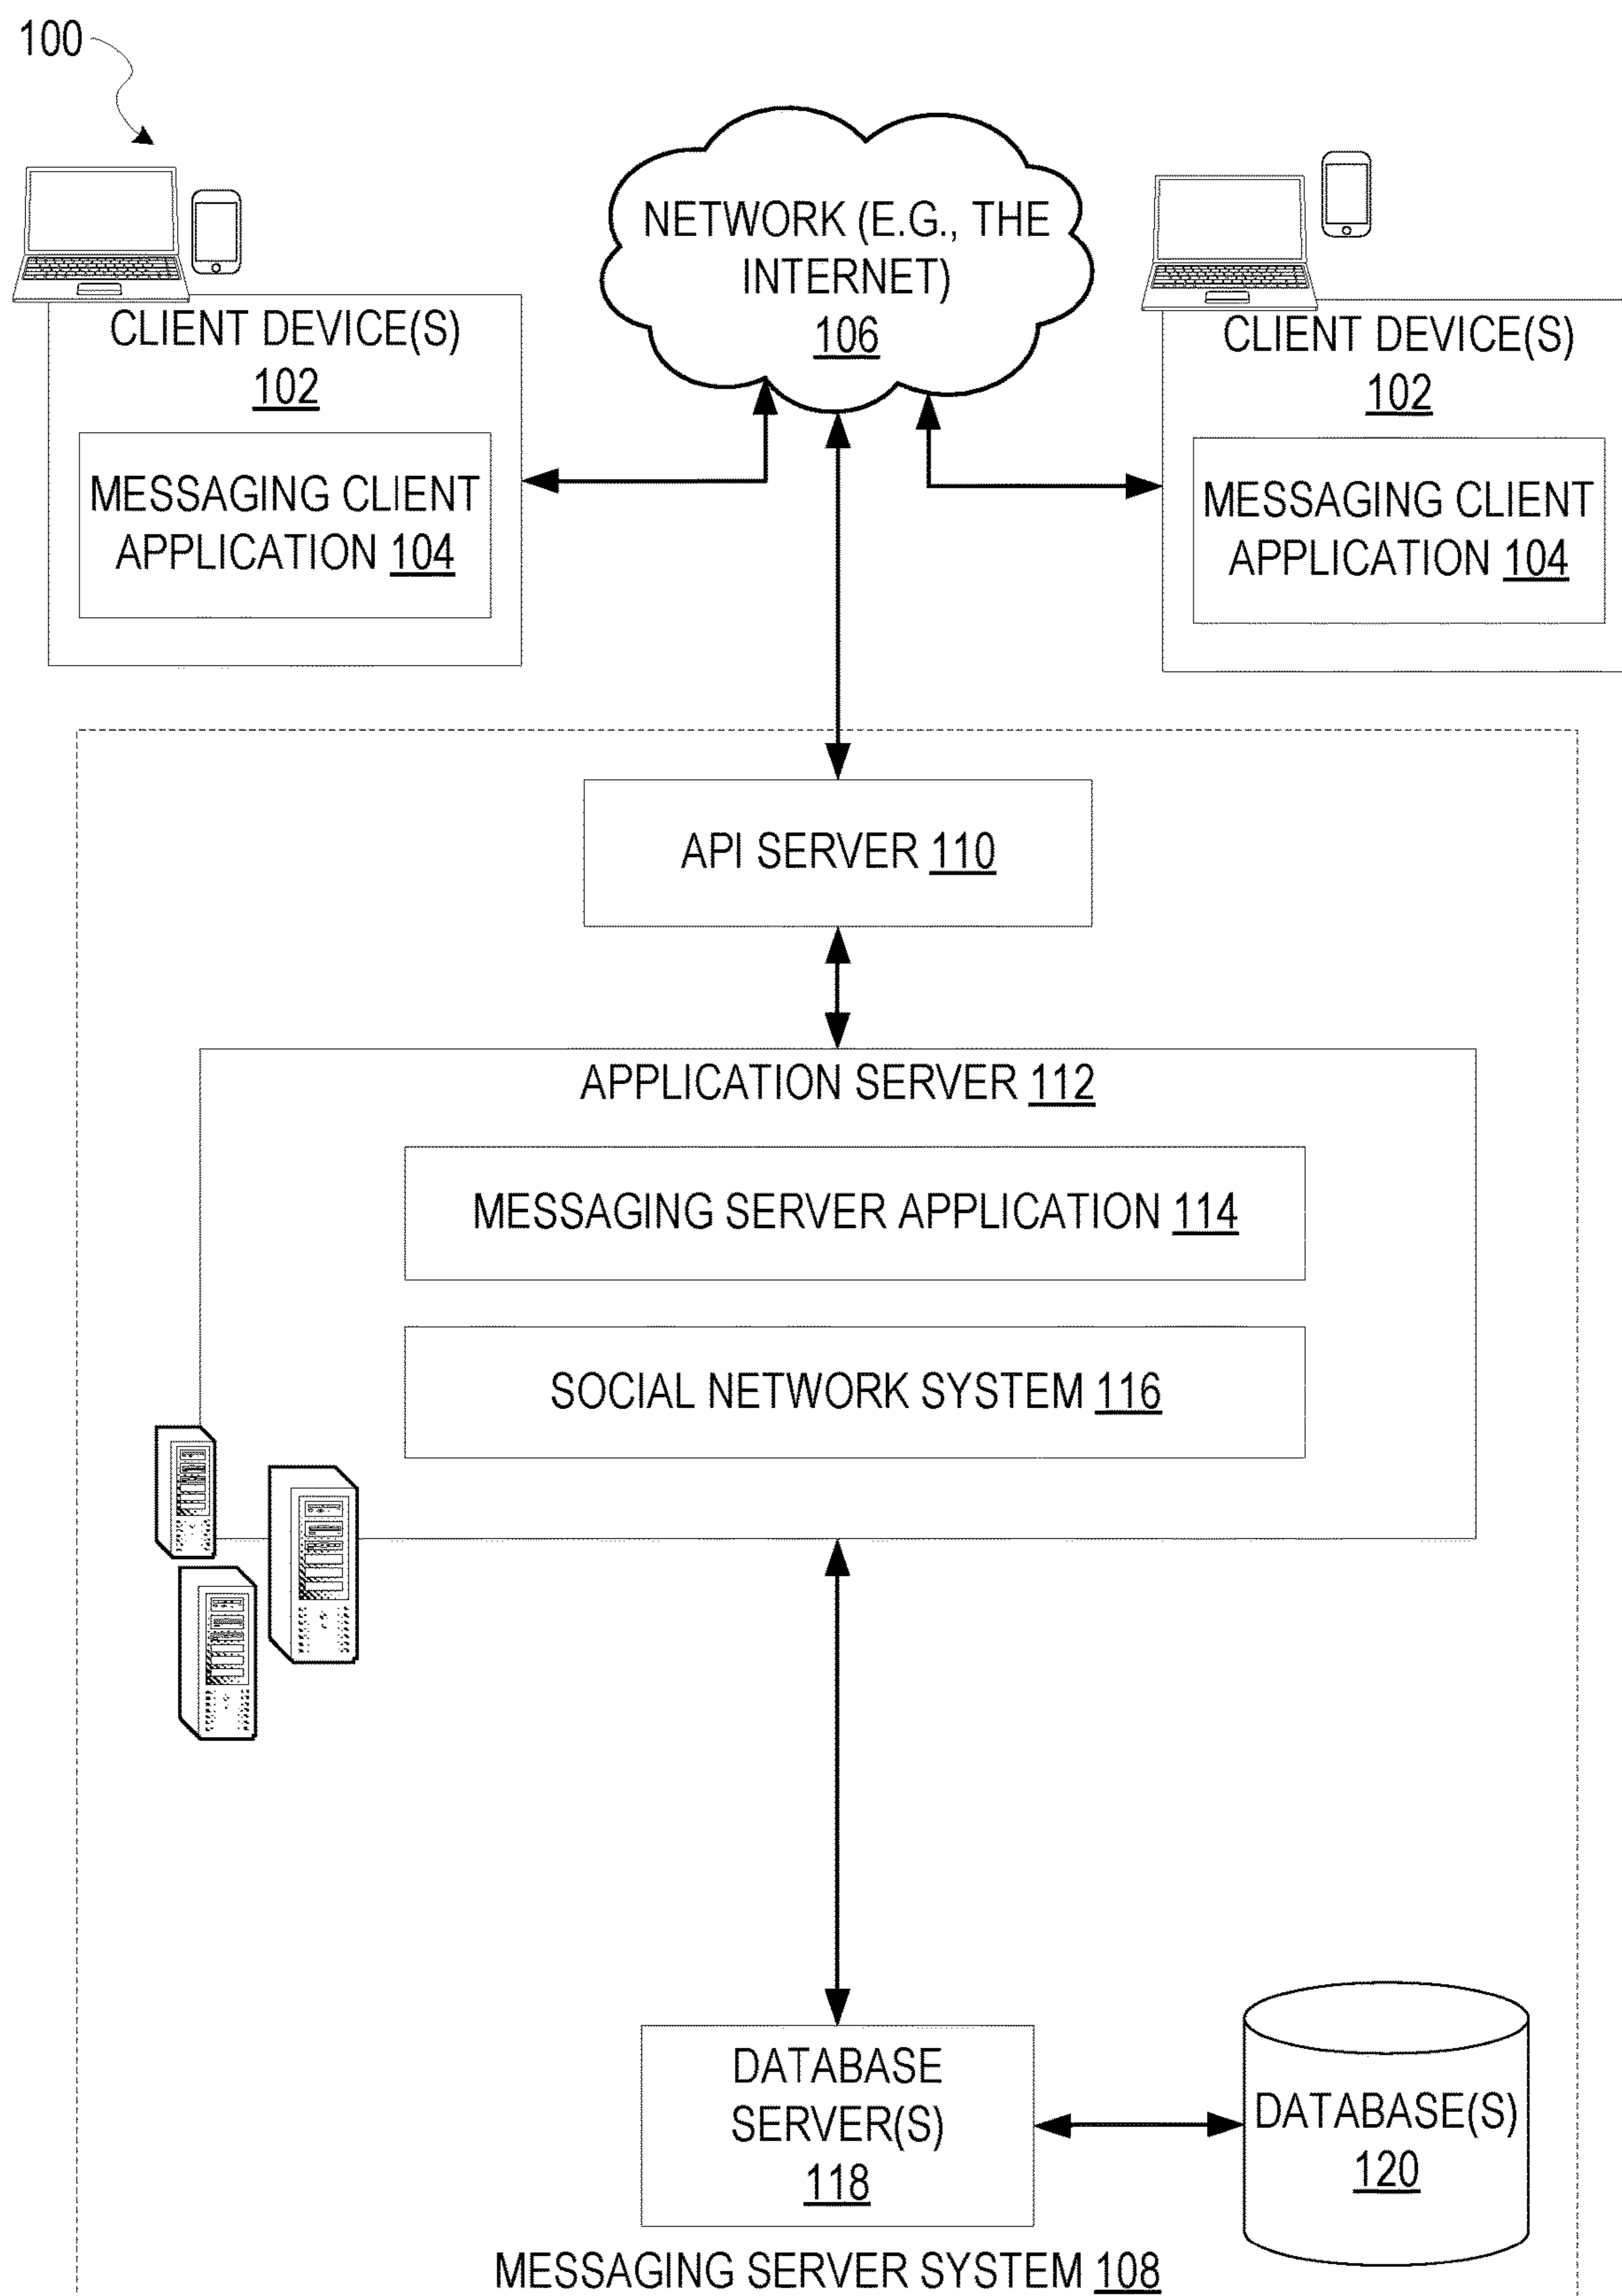 100
NETWORK (E.G., THE
INTERNET)
106
CLIENT DEVICE(S)
102
MESSAGING CLIENT
APPLICATION 104
CLIENT DEVICE(S)
102
MESSAGING CLIENT
APPLICATION 104
API SERVER 110
APPLICATION SERVER 112
MESSAGING SERVER APPLICATION 114
SOCIAL NETWORK SYSTEM 116
DATABASE
SERVER(S)
118
DATABASE(S)
120
MESSAGING SERVER SYSTEM 108